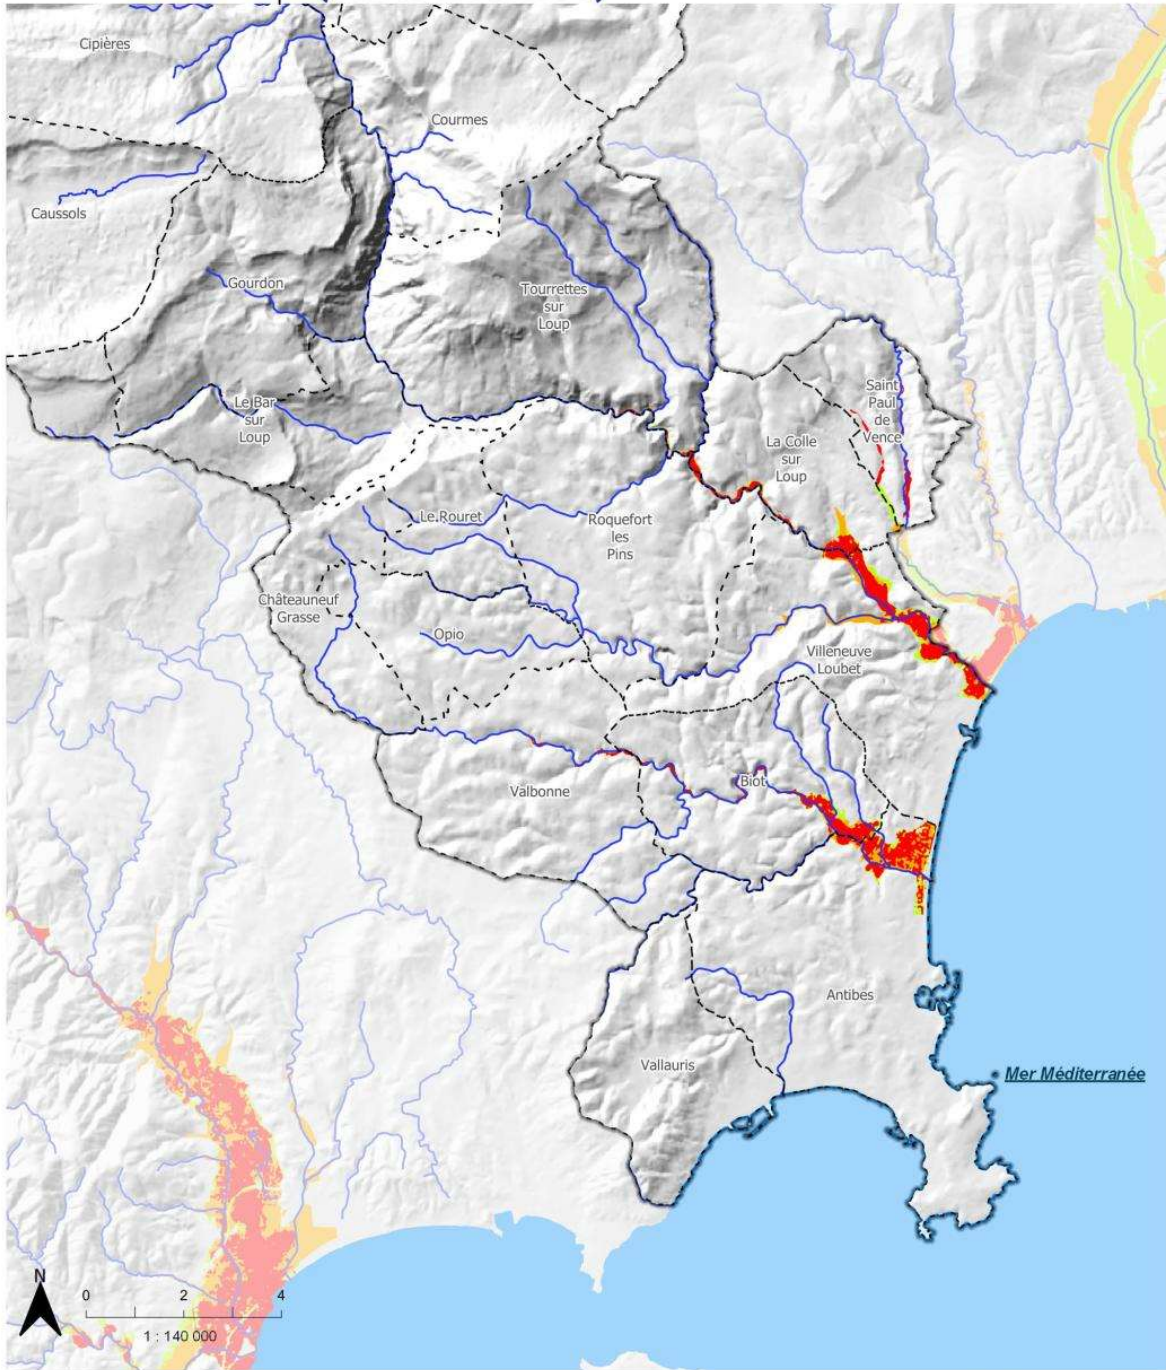 Cipières
Courmes
Caussols
Gourdon
Tourrettes
sur
Loup
Le Bar
sur
Loup
Saint
Paul
de
Vence
La Colle
sur
Loup
Le Rouret
Roquefort
les
Pins
Châteauneuf
Grasse
Opio
Villeneuve
Loubet
Valbonne
Biot
Antibes
Vallauris
Mer Méditerranée
N
0 2 4
1 : 140 000